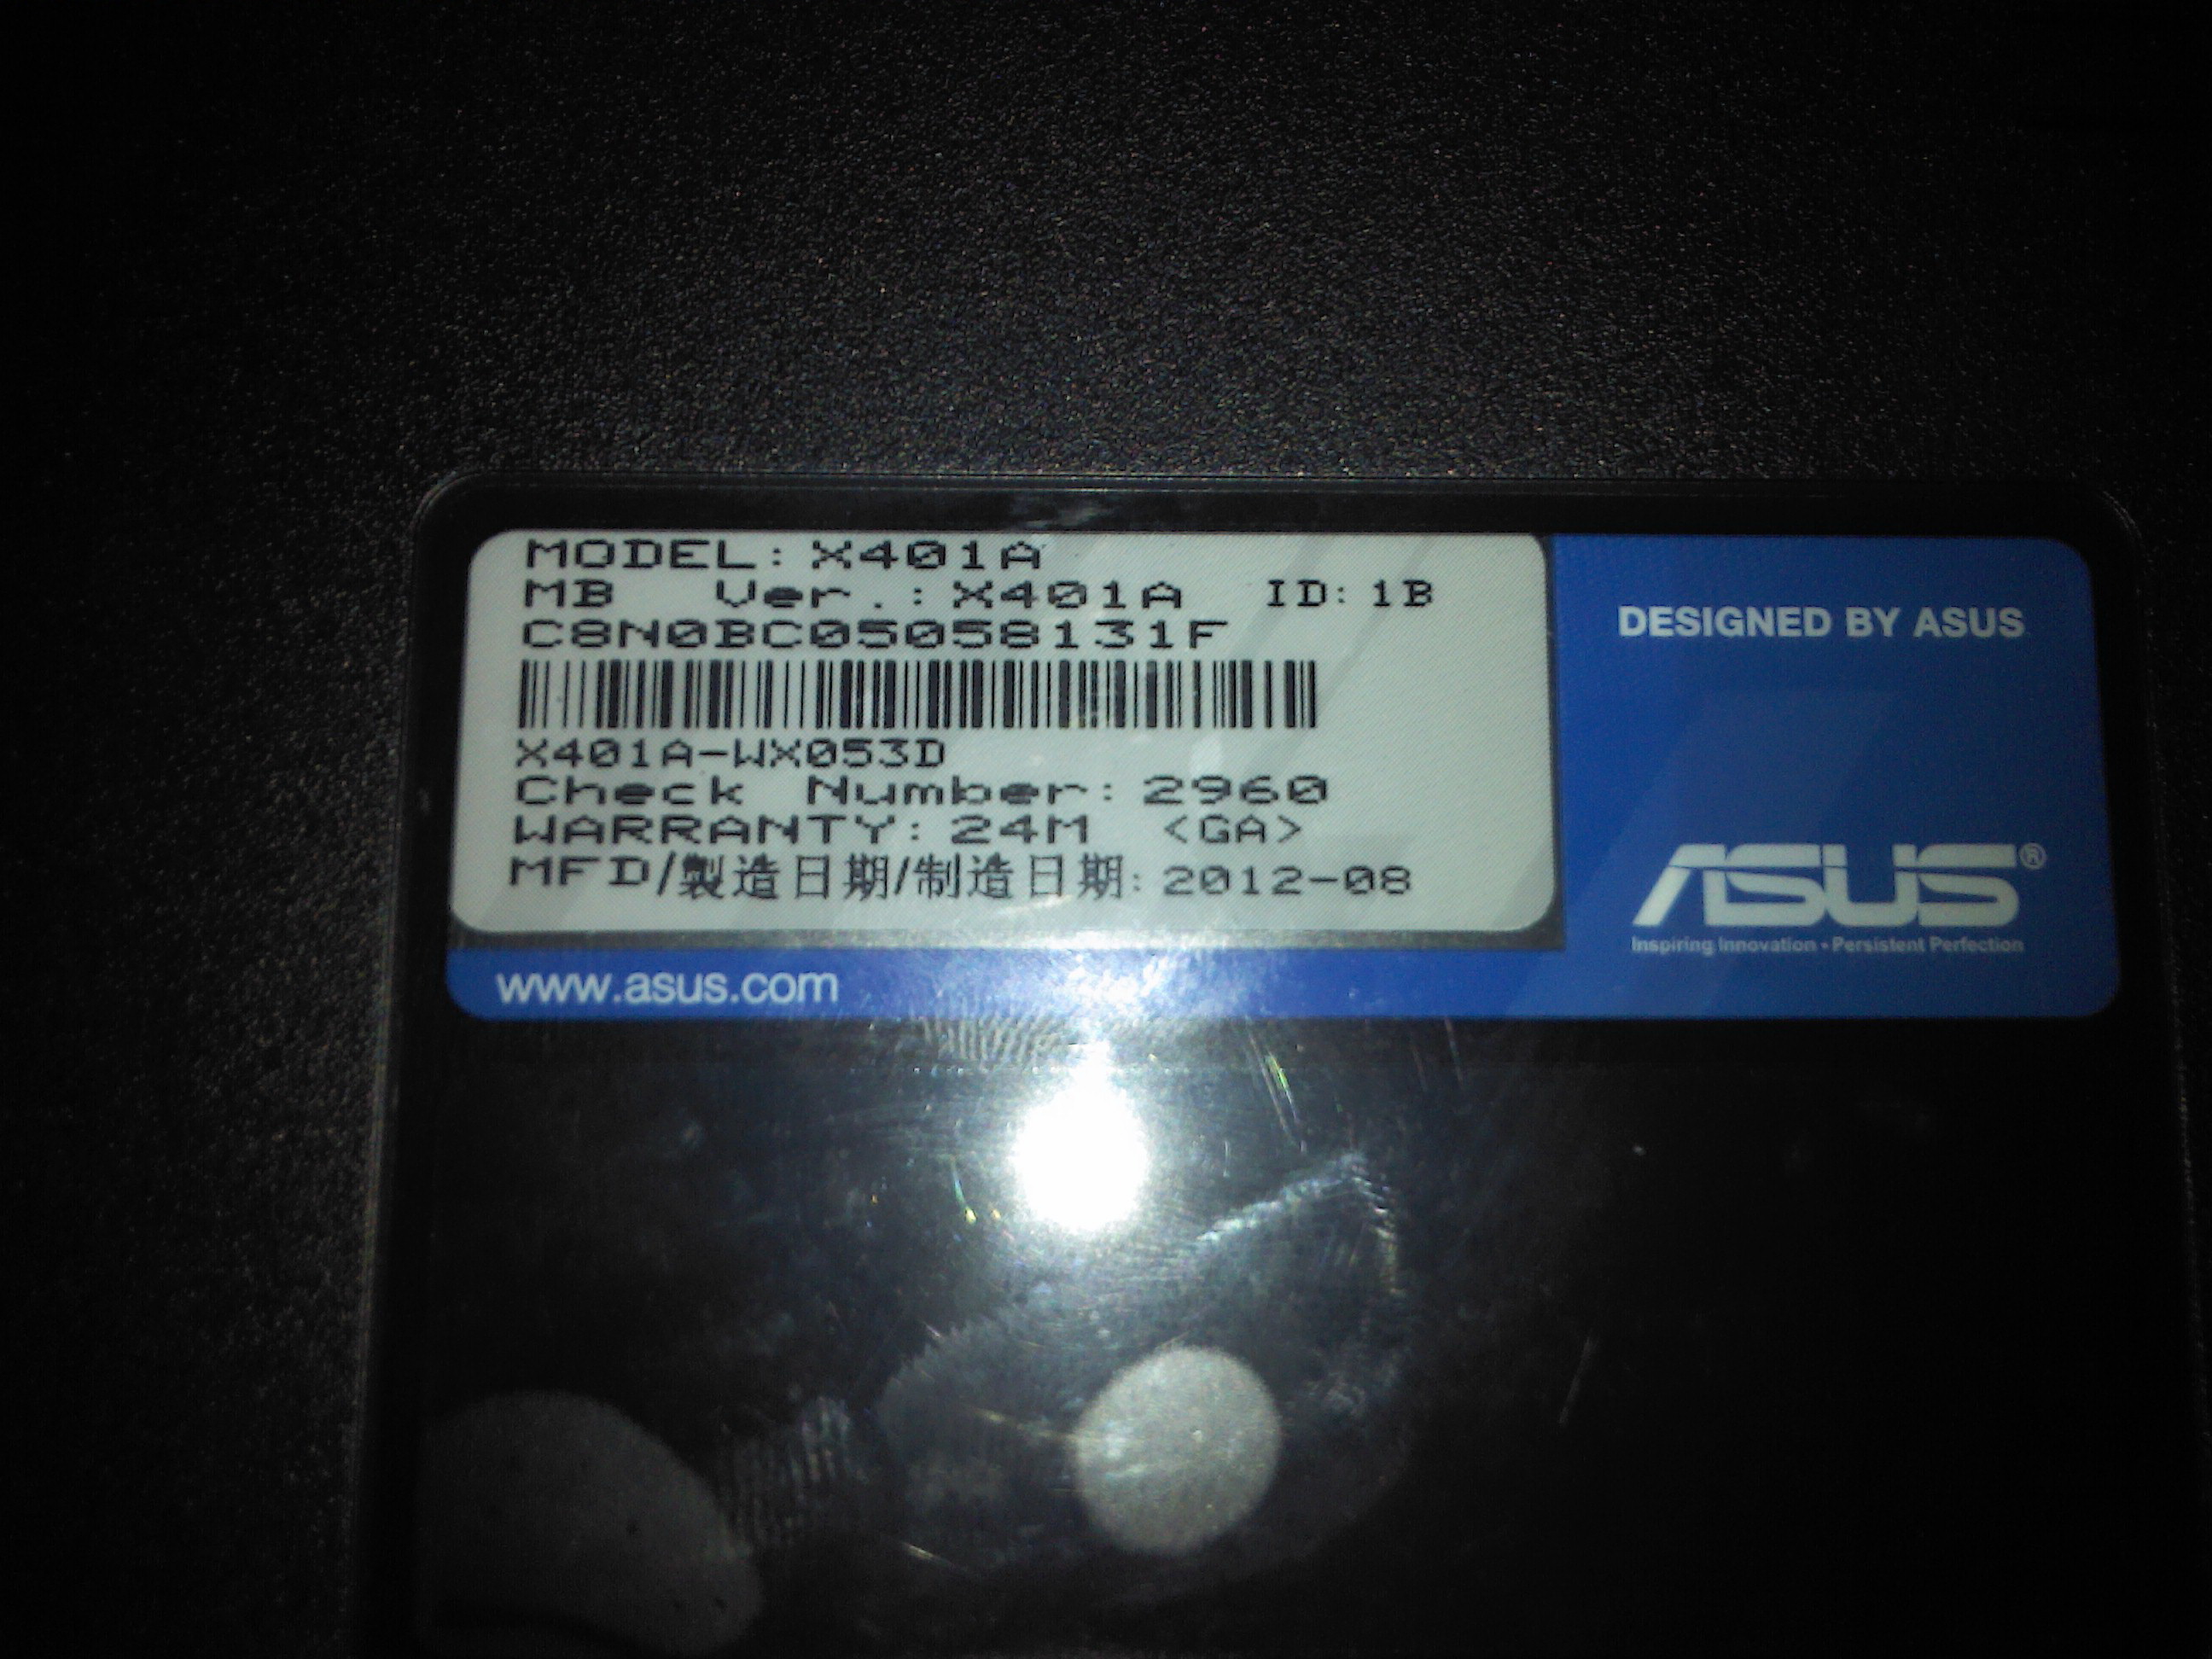 MODEL: X401A
MB Ver.: X401A ID: 1B
C8N0BC05058131F
X401A-WX053D
Check Number: 2960
WARRANTY: 24M <GA>
MFD/製造日期/制造日期: 2012-08
www.asus.com
DESIGNED BY ASUS
ASUS®
Inspiring Innovation • Persistent Perfection